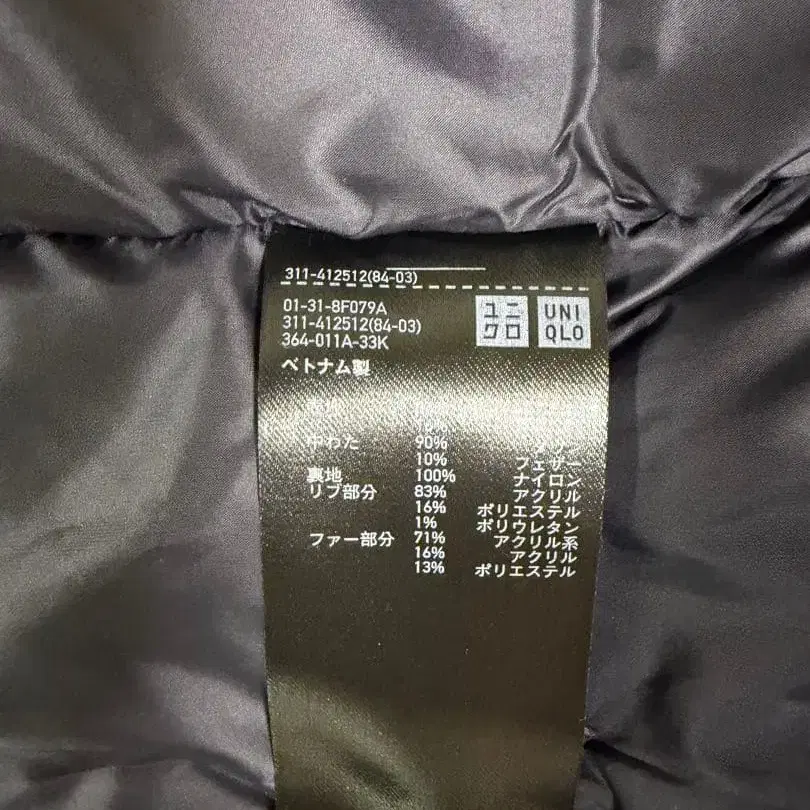 311-412512(84-03)
01-31-8F079A
311-412512(84-03)
364-011A-33K
ユニクロ UNIQLO
ベトナム製
中わた 90%
10% フェザー
裏地 100% ナイロン
リブ部分 83% アクリル
16% ポリエステル
1% ポリウレタン
ファー部分 71% アクリル系
16% アクリル
13% ポリエステル